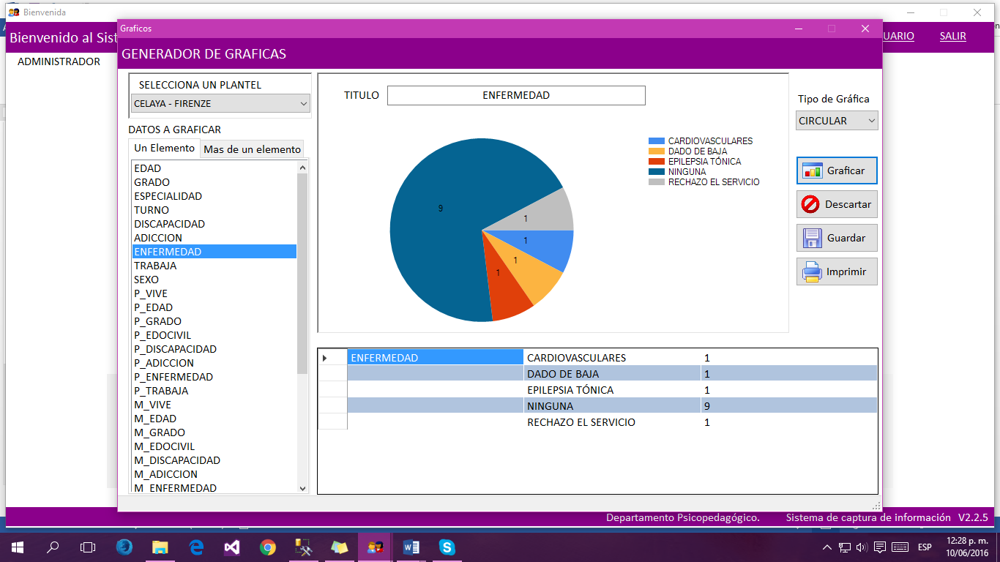 Bienvenida
Bienvenido al Sist
UARIO
SALIR
ADMINISTRADOR
Graficos
GENERADOR DE GRAFICAS
SELECCIONA UN PLANTEL
CELAYA - FIRENZE
DATOS A GRAFICAR
Un Elemento
Mas de un elemento
EDAD
GRADO
ESPECIALIDAD
TURNO
DISCAPACIDAD
ADICCION
ENFERMEDAD
TRABAJA
SEXO
P_VIVE
P_EDAD
P_GRADO
P_EDOCIVIL
P_DISCAPACIDAD
P_ADICCION
P_ENFERMEDAD
P_TRABAJA
M_VIVE
M_EDAD
M_GRADO
M_EDOCIVIL
M_DISCAPACIDAD
M_ADICCION
M_ENFERMEDAD
TITULO
ENFERMEDAD
9
1
1
1
1
CARDIOVASCULARES
DADO DE BAJA
EPILEPSIA TÓNICA
NINGUNA
RECHAZO EL SERVICIO
Tipo de Gráfica
CIRCULAR
Graficar
Descartar
Guardar
Imprimir
ENFERMEDAD CARDIOVASCULARES 1
DADO DE BAJA 1
EPILEPSIA TÓNICA 1
NINGUNA 9
RECHAZO EL SERVICIO 1
Departamento Psicopedagógico.
Sistema de captura de información V2.2.5
ESP
12:28 p. m.
10/06/2016